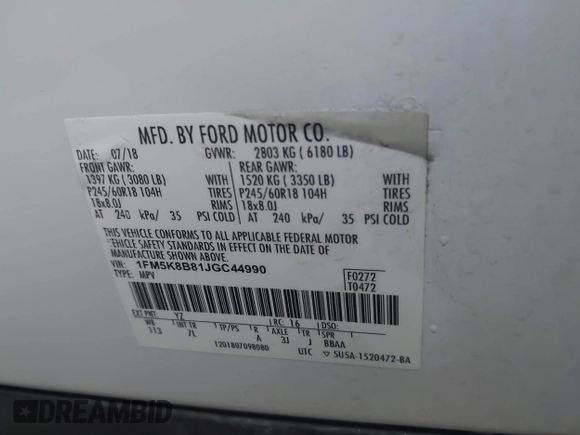 MFD. BY FORD MOTOR CO.
DATE: 07/18 GVWR: 2803 KG ( 6180 LB)
FRONT GAWR: REAR GAWR:
1397 KG ( 3080 LB) WITH 1520 KG ( 3350 LB) WITH
P245/60R18 104H TIRES P245/60R18 104H TIRES
18x8.0J RIMS 18x8.0J RIMS
AT 240 kPa/ 35 PSI COLD AT 240 kPa/ 35 PSI COLD
THIS VEHICLE CONFORMS TO ALL APPLICABLE FEDERAL MOTOR
VEHICLE SAFETY STANDARDS IN EFFECT ON THE DATE OF
MANUFACTURE SHOWN ABOVE.
VIN: 1FM5K8B81JGC44990 F0272
TYPE: MPV T0472
EXT PNT: YZ RC: 16 DSO:
WB INT TR TP/PS R AXLE TR SPR
113 7L A 3J J BBAA
1201807098080 UTC ▽ 5U5A-1520472-BA
DREAMBID